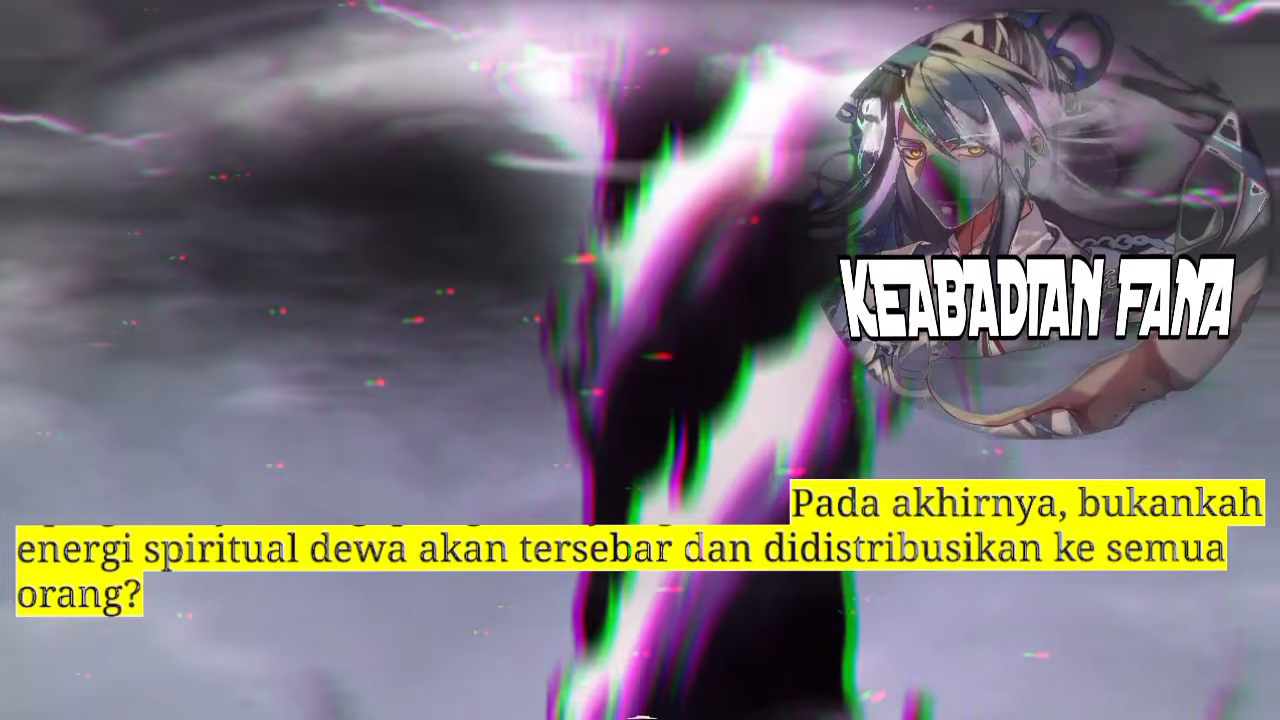 KEABADIAN FANA
Pada akhirnya, bukankah
energi spiritual dewa akan tersebar dan didistribusikan ke semua
orang?